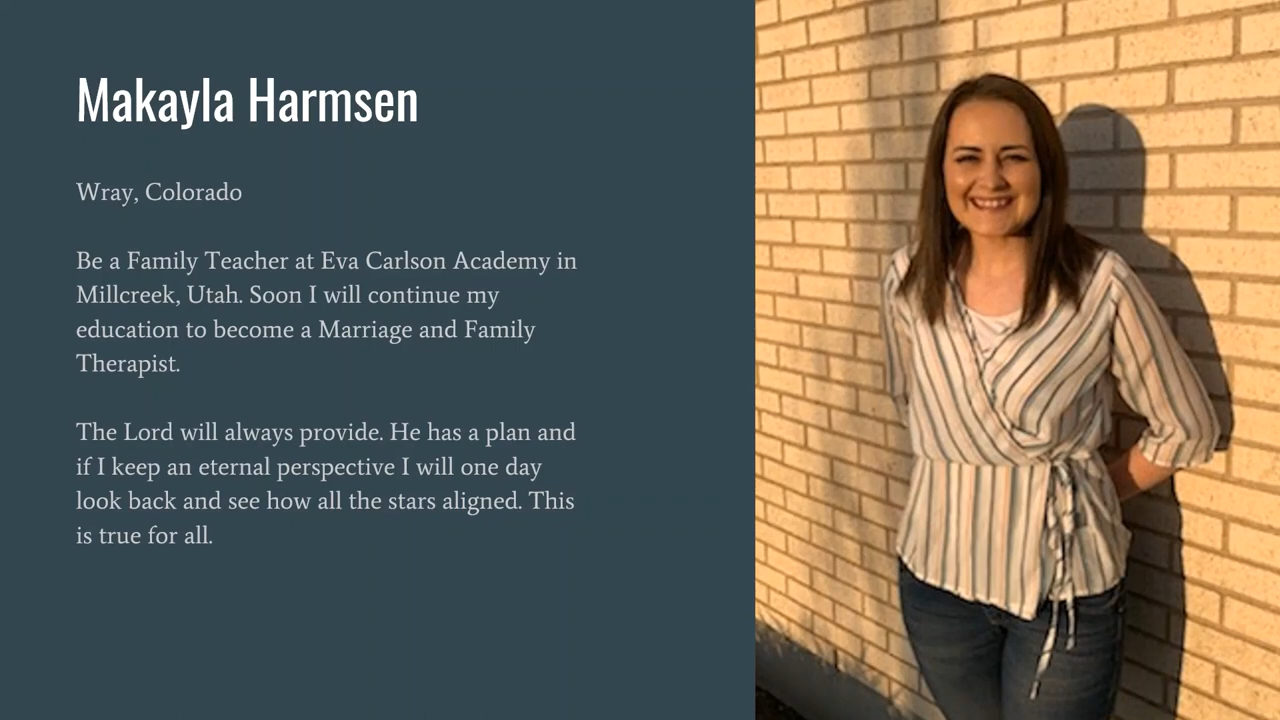 Makayla Harmsen
Wray, Colorado
Be a Family Teacher at Eva Carlson Academy in
Millcreek, Utah. Soon I will continue my
education to become a Marriage and Family
Therapist.
The Lord will always provide. He has a plan and
if I keep an eternal perspective I will one day
look back and see how all the stars aligned. This
is true for all.